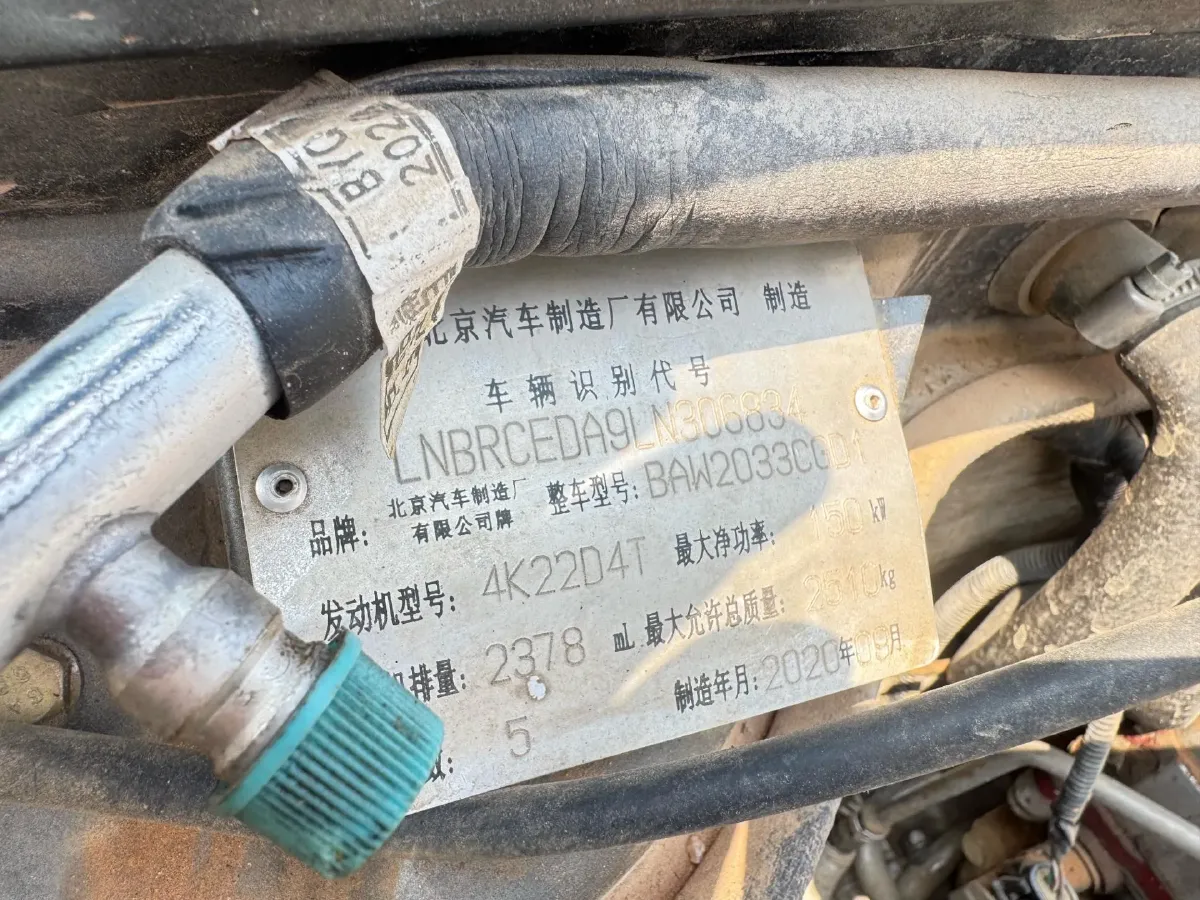 B/C
202
北京汽车制造厂有限公司 制造
车辆识别代号
LNBRCEDA9LN306834
品牌: 北京汽车制造厂有限公司牌 整车型号: BAW2033CGD1
发动机型号: 4K22D4T 最大净功率: 150 kW
排量: 2378 mL 最大允许总质量: 2510 kg
数: 5 制造年月: 2020年09月